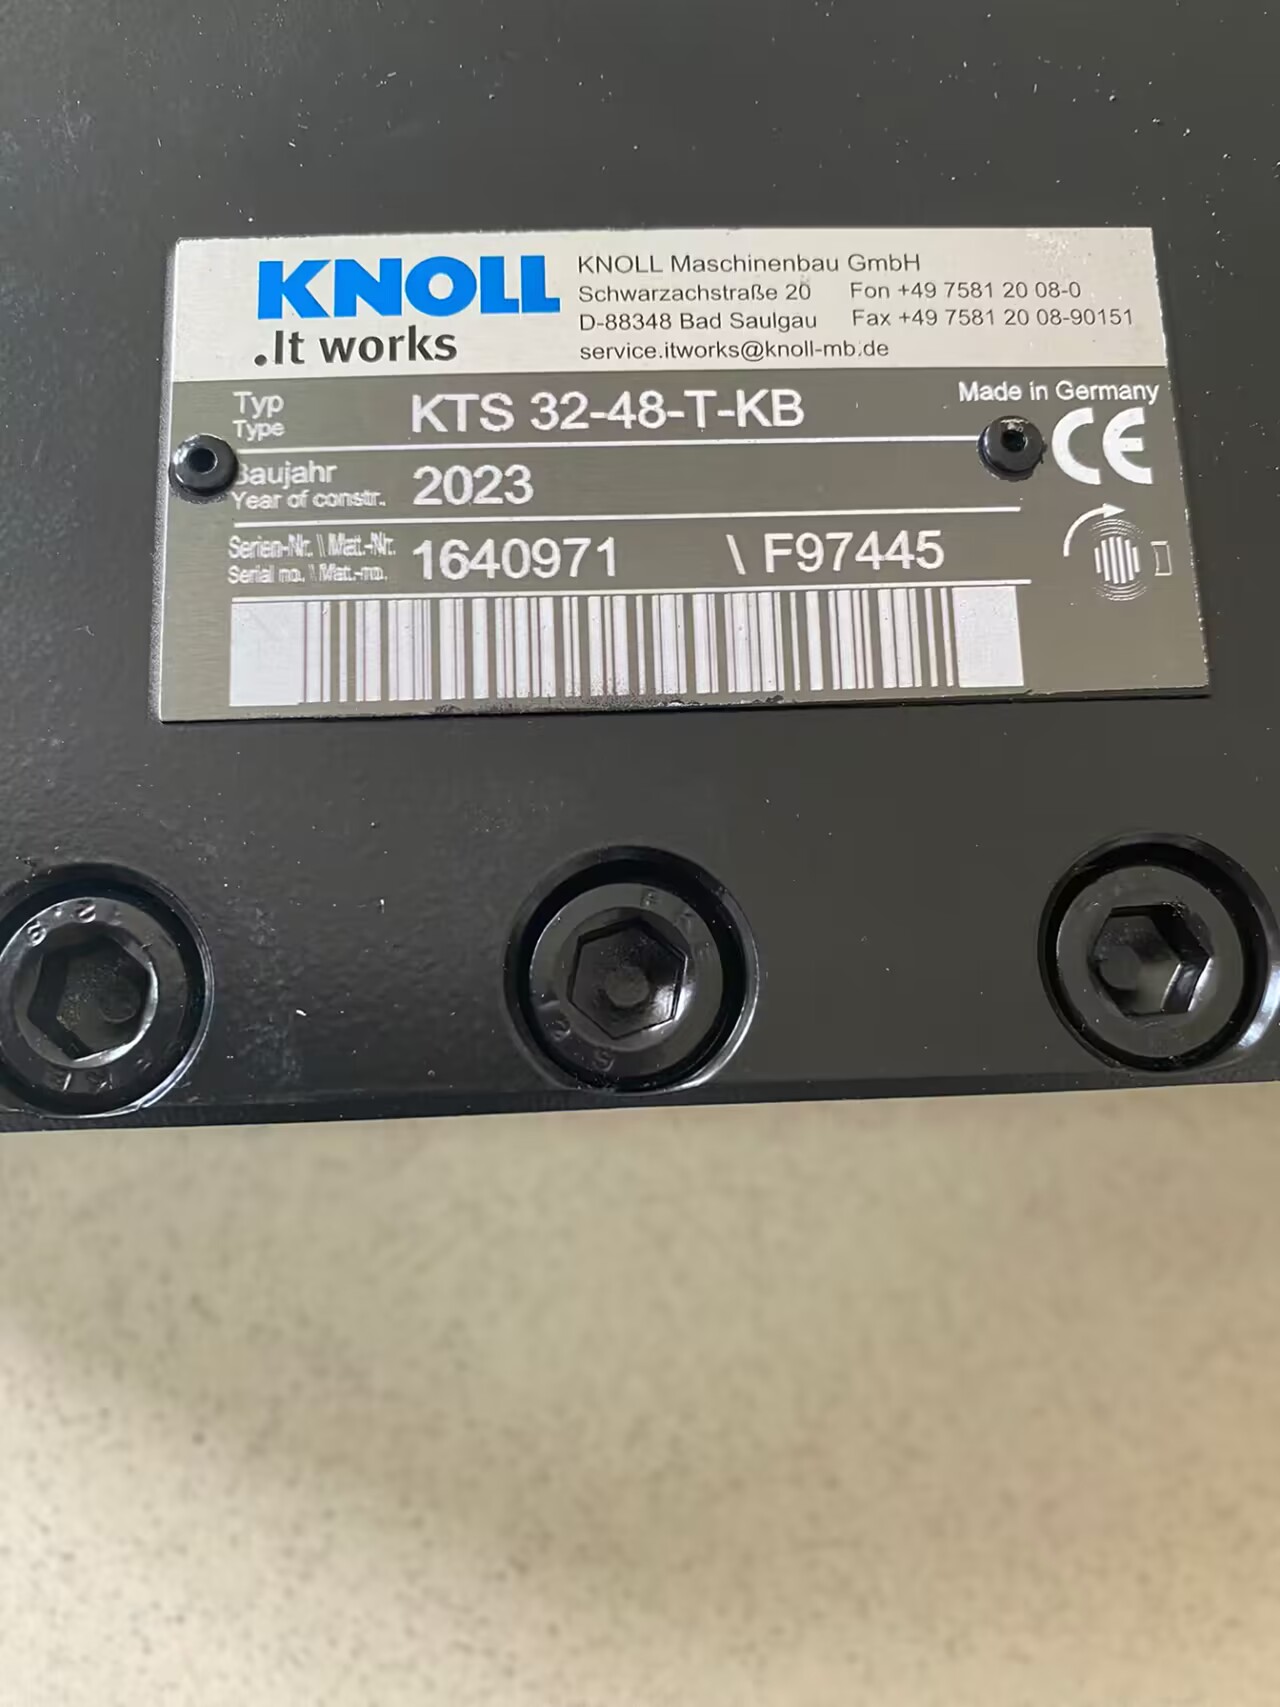 KNOLL
.It works
KNOLL Maschinenbau GmbH
Schwarzachstraße 20 Fon +49 7581 20 08-0
D-88348 Bad Saulgau Fax +49 7581 20 08-90151
service.itworks@knoll-mb.de
Made in Germany
Typ
Type KTS 32-48-T-KB
CE
Baujahr
Year of constr. 2023
Serien-Nr. \ Mat.-Nr.
Serial no. \ Mat.-no. 1640971 \ F97445
12.9